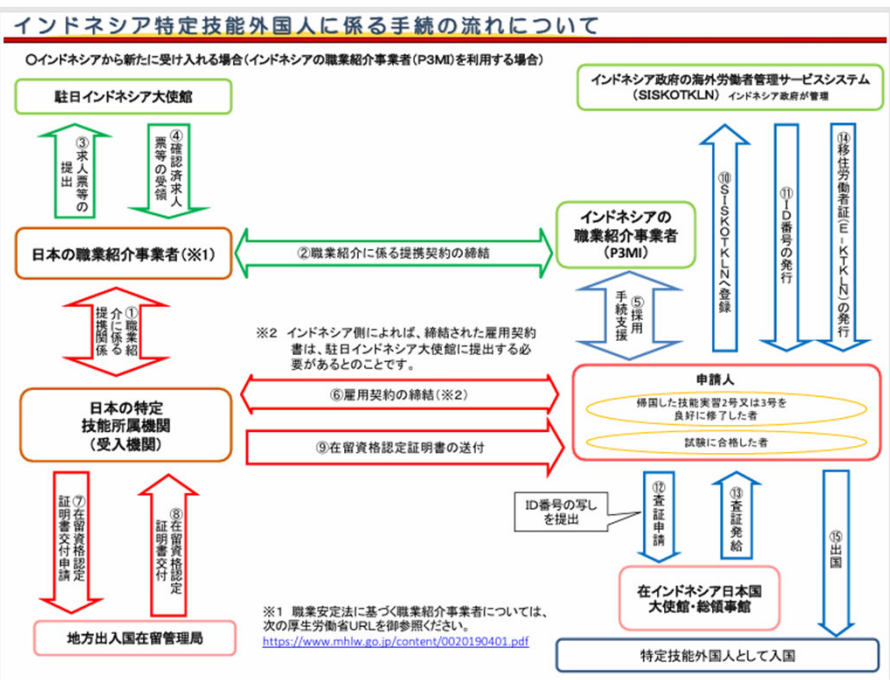 インドネシア特定技能外国人に係る手続の流れについて
〇インドネシアから新たに受け入れる場合(インドネシアの職業紹介事業者(P3MI)を利用する場合)
駐日インドネシア大使館
インドネシア政府の海外労働者管理サービスシステム
(SISKOTKLN) インドネシア政府が管理
③求人票等の
提出
④確認済求人
票等の受領
⑩SISKOTKLNへ登録
⑪ID番号の発行
⑭移住労働者証(E-KTKLN)の発行
日本の職業紹介事業者(※1)
②職業紹介に係る提携契約の締結
インドネシアの
職業紹介事業者
(P3MI)
①職業紹
介に係る
提携関係
⑤採用
手続支援
※2 インドネシア側によれば、締結された雇用契約
書は、駐日インドネシア大使館に提出する必
要があるとのことです。
日本の特定
技能所属機関
(受入機関)
⑥雇用契約の締結(※2)
⑨在留資格認定証明書の送付
申請人
帰国した技能実習2号又は3号を
良好に修了した者
試験に合格した者
⑦在留資格認定
証明書交付申請
⑧在留資格認定
証明書交付
ID番号の写し
を提出
⑫査証申請
⑬査証発給
⑮出国
地方出入国在留管理局
※1 職業安定法に基づく職業紹介事業者については、
次の厚生労働省URLを御参照ください。
https://www.mhlw.go.jp/content/0020190401.pdf
在インドネシア日本国
大使館・総領事館
特定技能外国人として入国